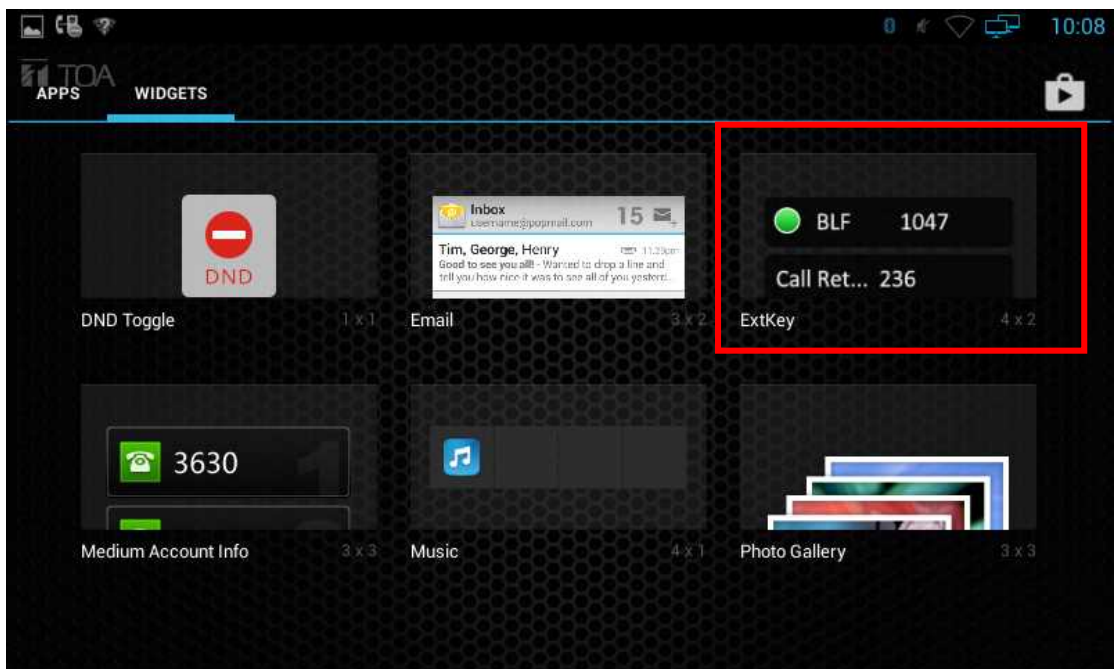 10:08
TOA
APPS WIDGETS
DND
DND Toggle 1 x 1
Inbox
username@popmail.com
15
Tim, George, Henry
11:29pm
Good to see you all! - Wanted to drop a line and
tell you how nice it was to see all of you yesterd..
Email 3 x 2
BLF 1047
Call Ret... 236
ExtKey 4 x 2
3630
1
Medium Account Info 3 x 3
Music 4 x 1
Photo Gallery 3 x 3